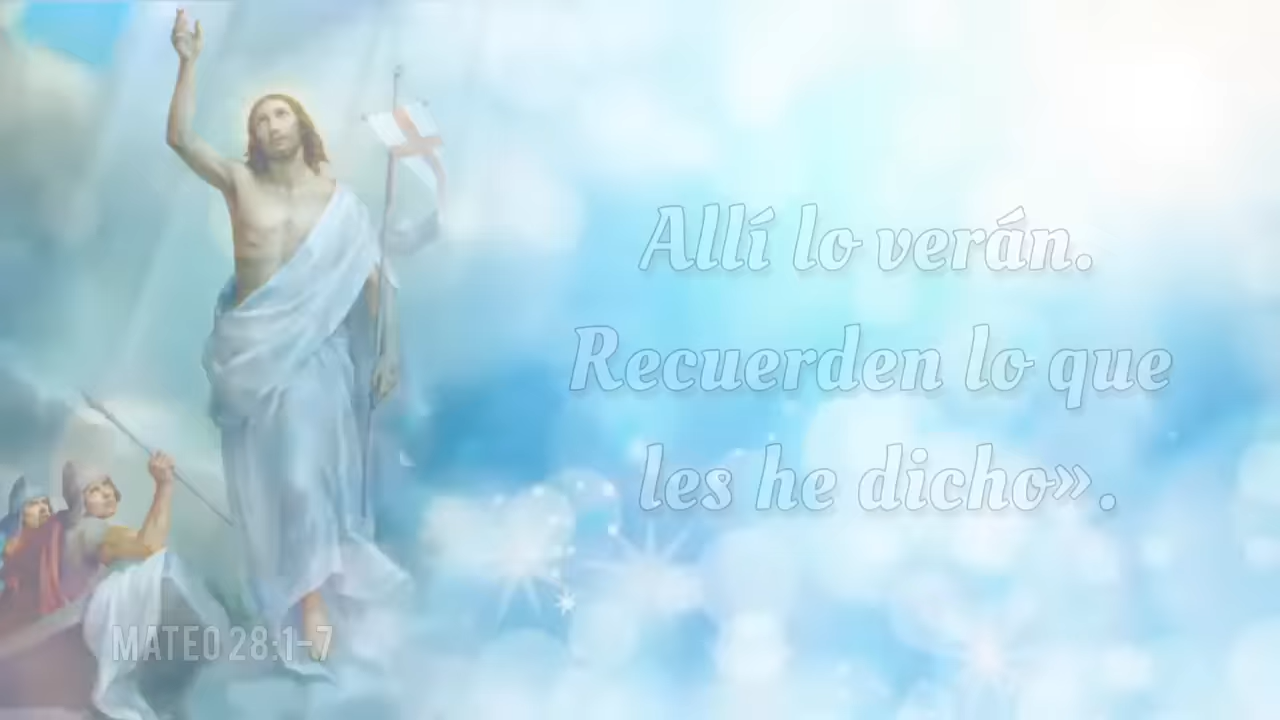 Allí lo verán.
Recuerden lo que
les he dicho».
MATEO 28:1-7